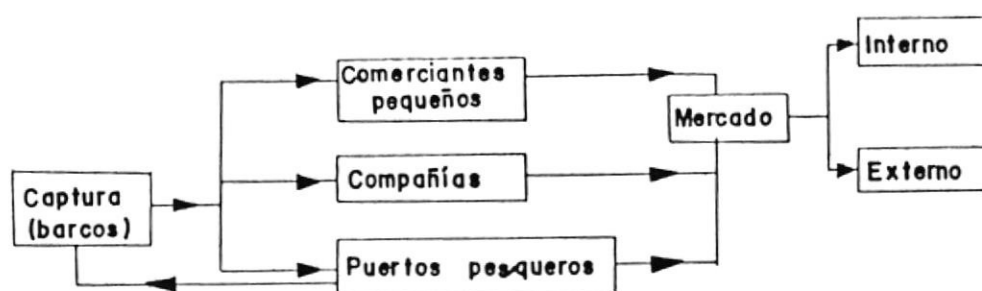 Captura
(barcos)
Comerciantes
pequeños
Compañías
Puertos pesqueros
Mercado
Interno
Externo